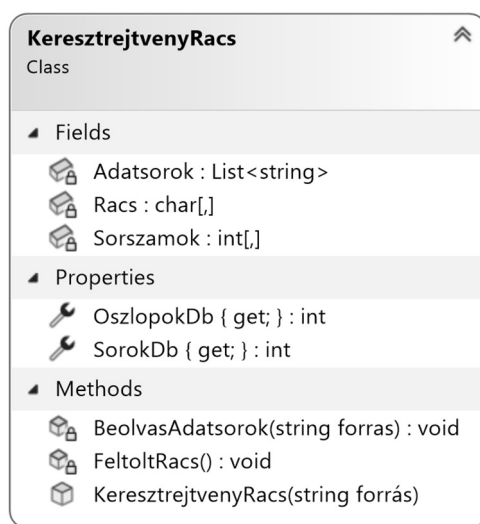 KeresztrejtvenyRacs
Class
Fields
Adatsorok : List<string>
Racs : char[,]
Sorszamok : int[,]
Properties
OszlopokDb { get; } : int
SorokDb { get; } : int
Methods
BeolvasAdatsorok(string forras) : void
FeltoltRacs() : void
KeresztrejtvenyRacs(string forrás)